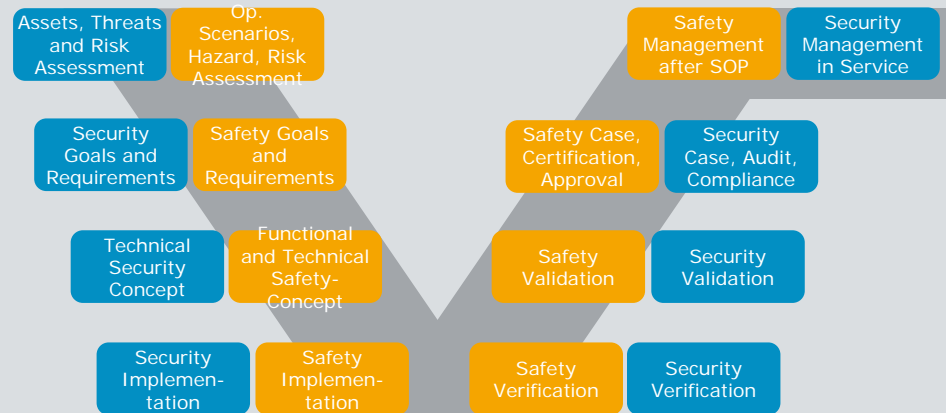 Assets, Threats
and Risk
Assessment
Op.
Scenarios,
Hazard, Risk
Assessment
Safety
Management
after SOP
Security
Management
in Service
Security
Goals and
Requirements
Safety Goals
and
Requirements
Safety Case,
Certification,
Approval
Security
Case, Audit,
Compliance
Technical
Security
Concept
Functional
and Technical
Safety-
Concept
Safety
Validation
Security
Validation
Security
Implemen-
tation
Safety
Implemen-
tation
Safety
Verification
Security
Verification